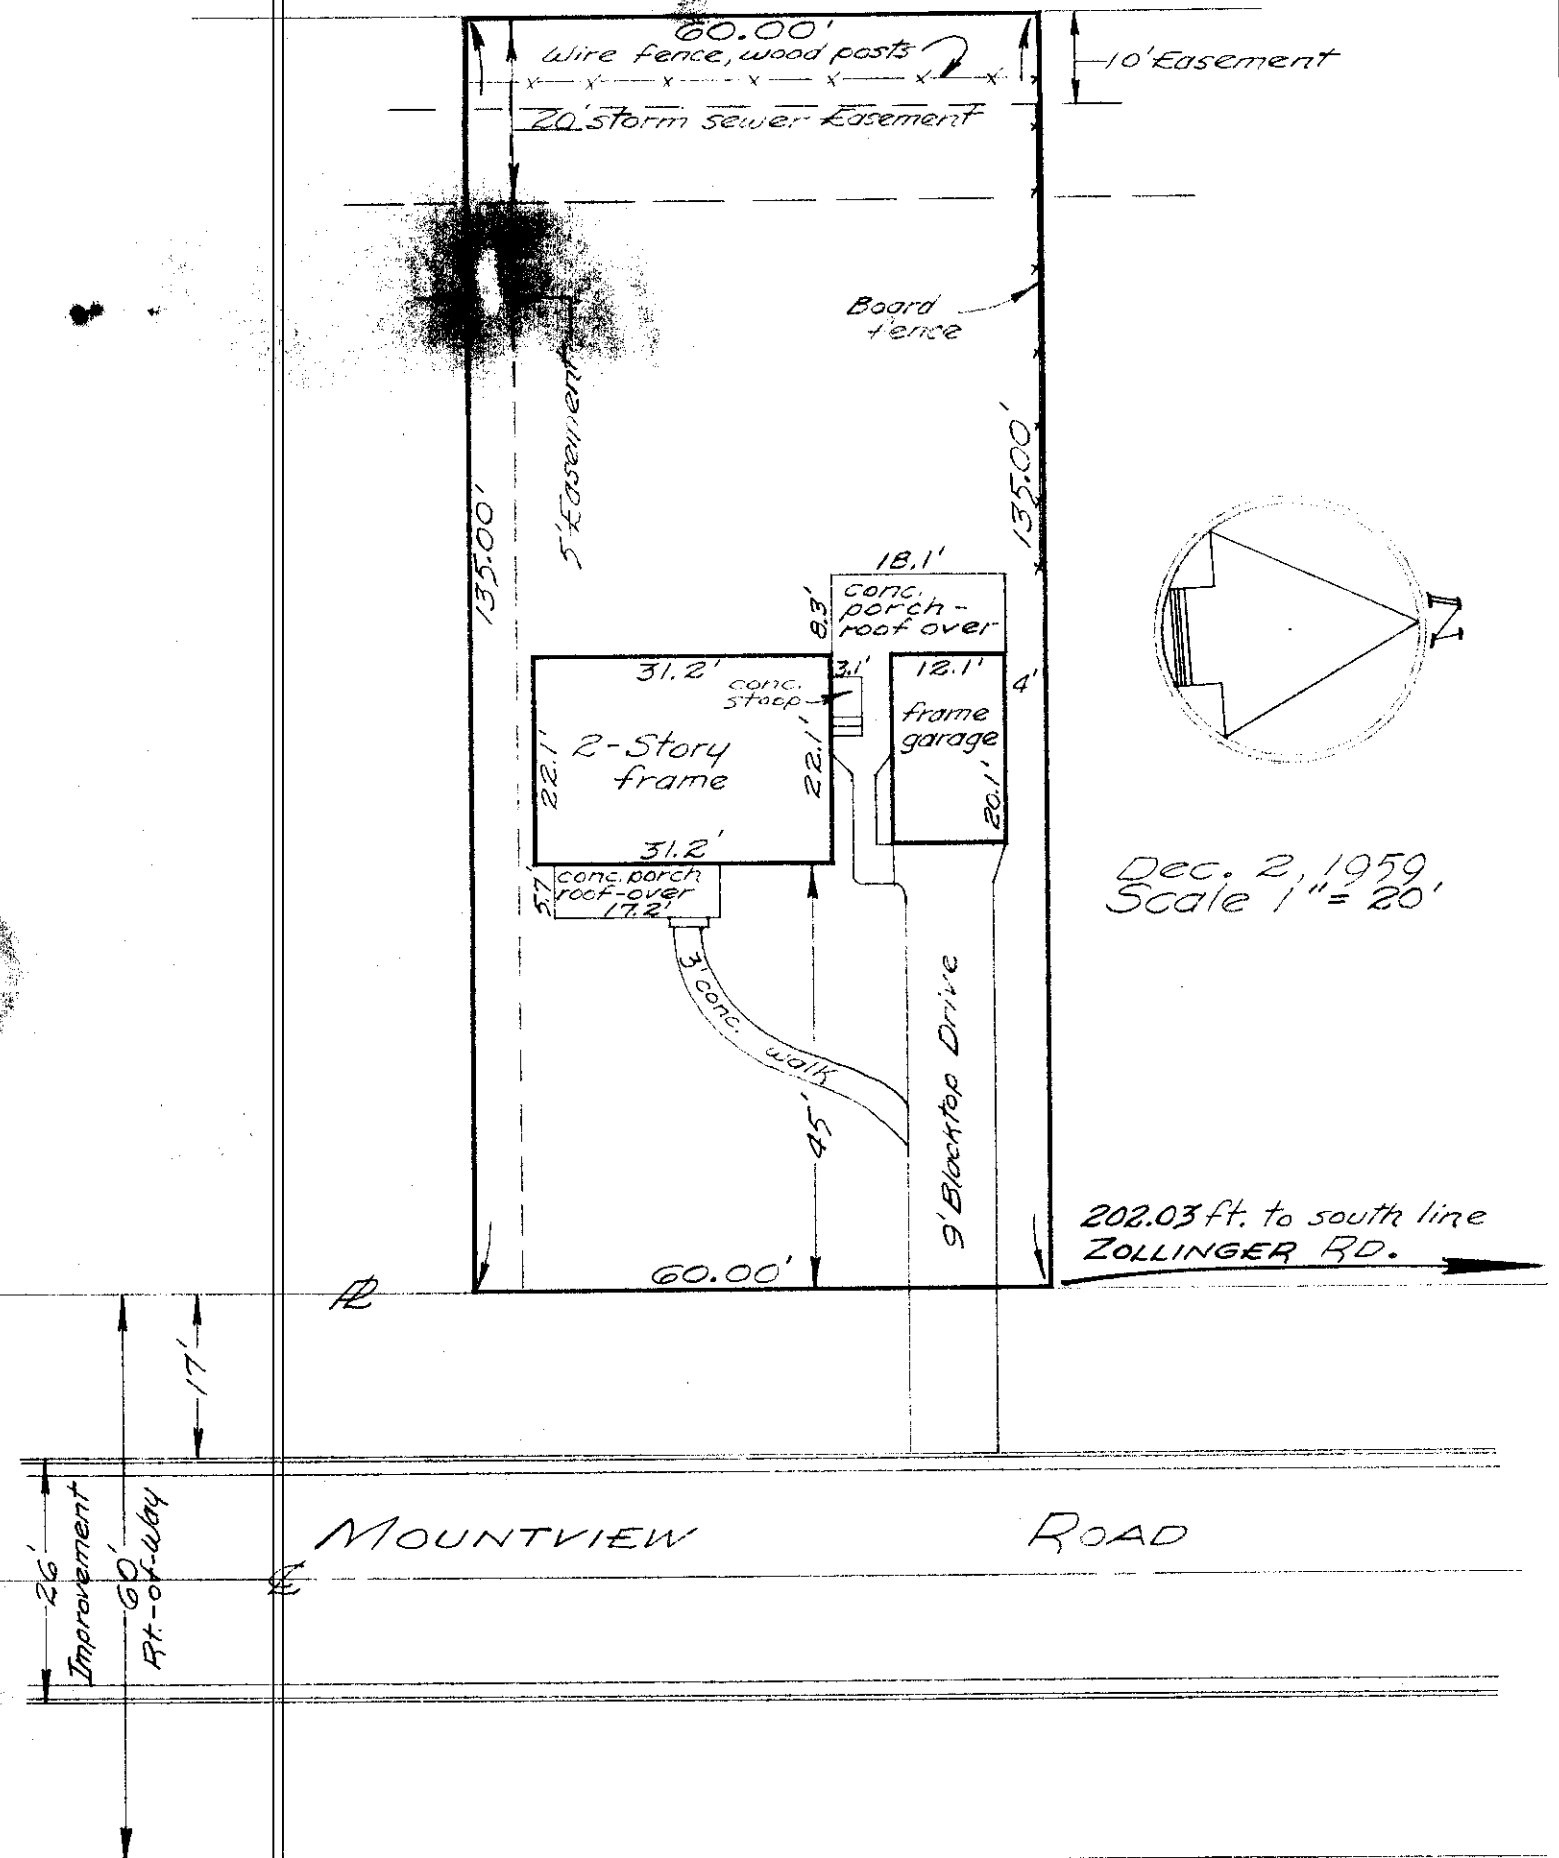 60.00'
Wire fence, wood posts
10' Easement
20' storm sewer Easement
Board
fence
5' Easement
135.00'
135.00'
18.1'
conc.
porch -
roof over
8.3'
N
31.2'
3.1'
12.1'
4'
conc.
stoop
frame
garage
2-Story
frame
22.1'
22.1'
20.1'
31.2'
conc. porch
roof-over
17.2'
5.7'
Dec. 2, 1959
Scale 1" = 20'
3' conc. walk
45'
9' Blacktop Drive
202.03 ft. to south line
ZOLLINGER RD.
60.00'
PL
17'
MOUNTVIEW ROAD
CL
26'
Improvement
60'
Rt.-of-Way